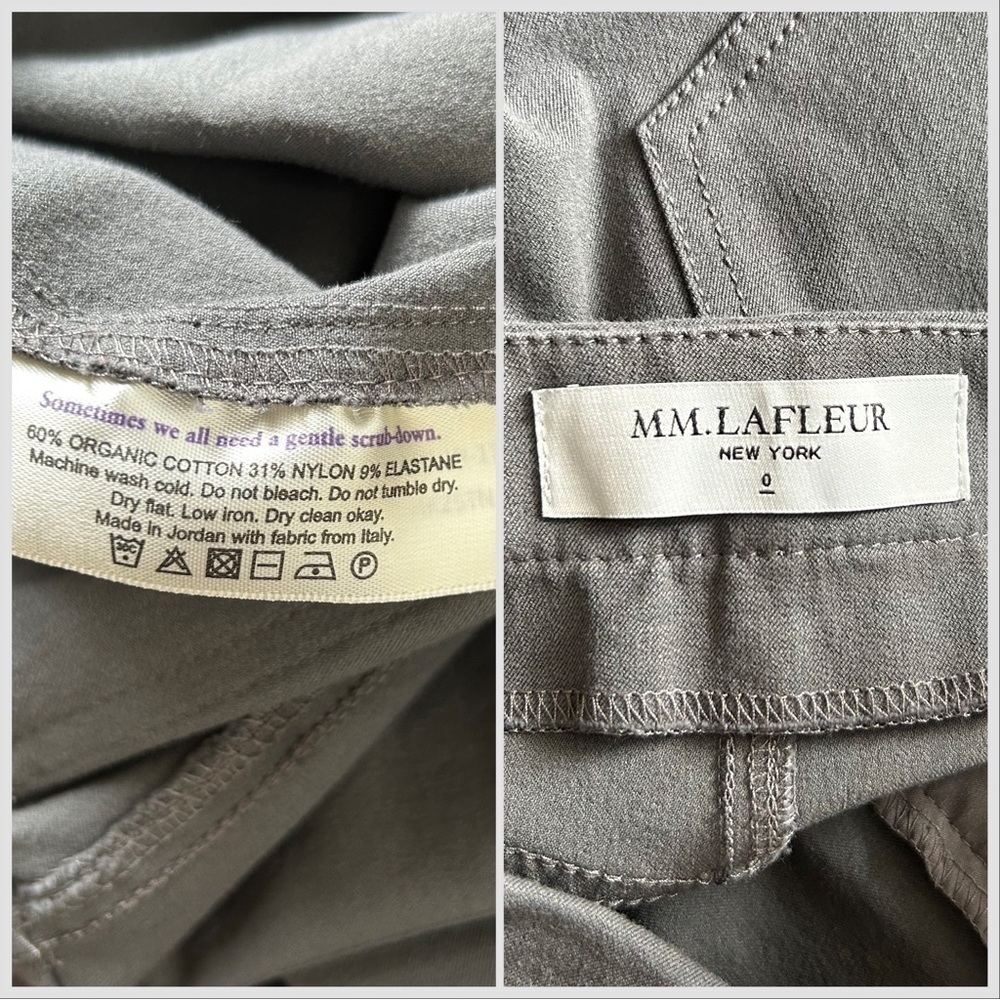 Sometimes we all need a gentle scrub-down.
60% ORGANIC COTTON 31% NYLON 9% ELASTANE
Machine wash cold. Do not bleach. Do not tumble dry.
Dry flat. Low iron. Dry clean okay.
Made in Jordan with fabric from Italy.
30C
P
MM.LAFLEUR
NEW YORK
0